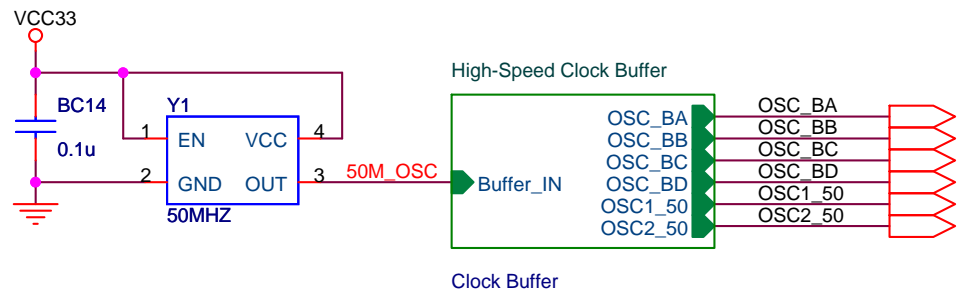 VCC33
High-Speed Clock Buffer
BC14
Y1
0.1u
1 EN VCC 4
2 GND OUT 3
50MHZ
50M_OSC
Buffer_IN
OSC_BA OSC_BA
OSC_BB OSC_BB
OSC_BC OSC_BC
OSC_BD OSC_BD
OSC1_50 OSC1_50
OSC2_50 OSC2_50
Clock Buffer